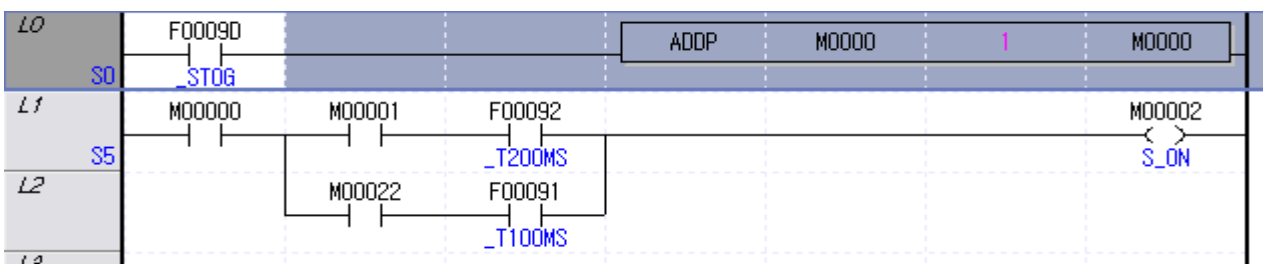 L0 F0009D ADDP M0000 1 M0000
S0 _STOG
L1 M00000 M00001 F00092 M00002
S5 _T200MS S_ON
L2 M00022 F00091
_T100MS